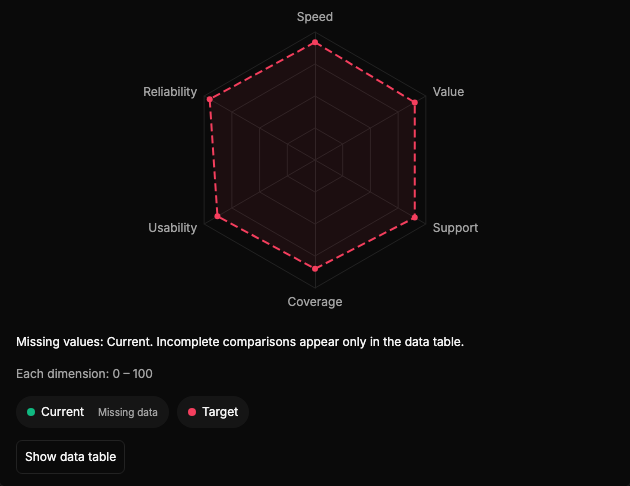 Speed
Reliability
Value
Usability
Support
Coverage
Missing values: Current. Incomplete comparisons appear only in the data table.
Each dimension: 0 – 100
Current Missing data Target
Show data table